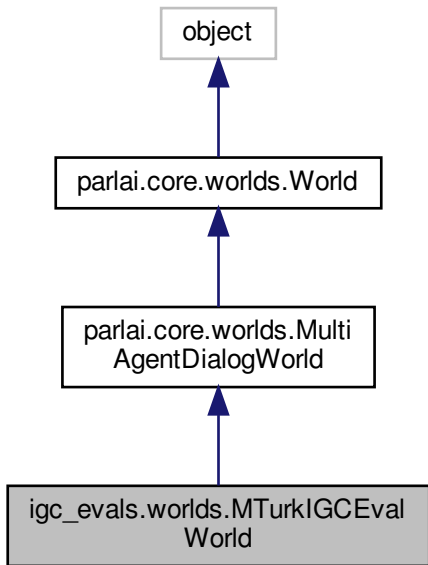 object
parlai.core.worlds.World
parlai.core.worlds.Multi
AgentDialogWorld
igc_evals.worlds.MTurkIGCEval
World